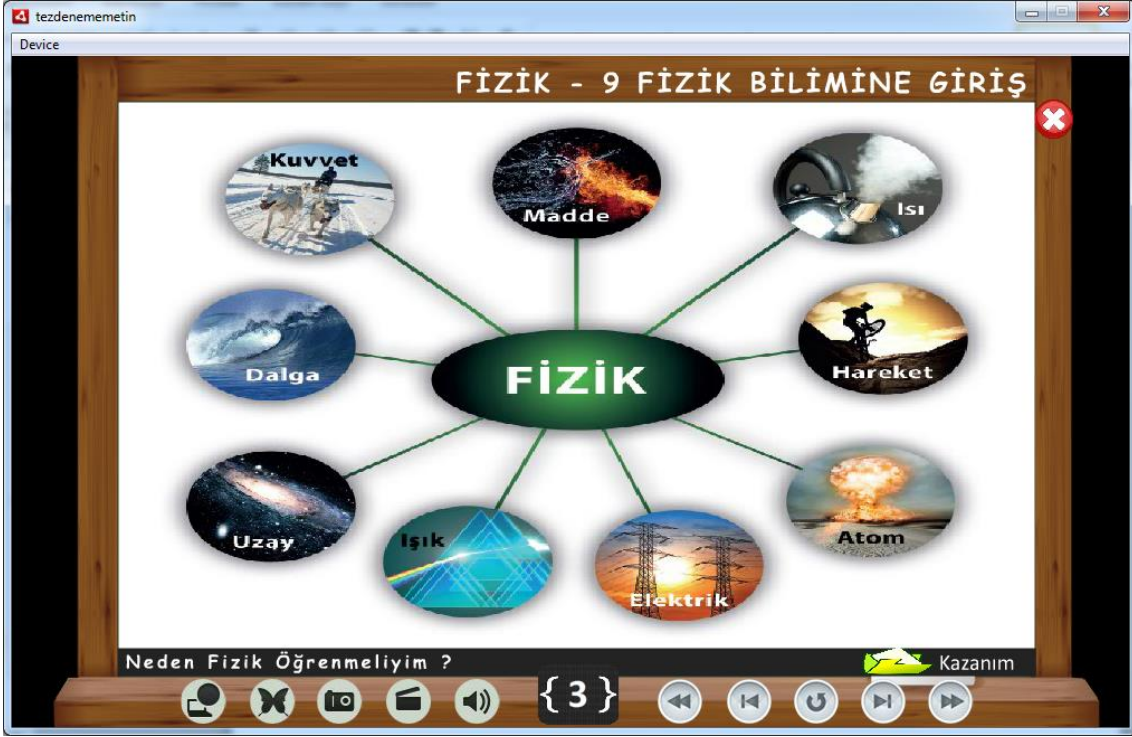 tezdenememetin
Device
FİZİK - 9 FİZİK BİLİMİNE GİRİŞ
Kuvvet
Madde
Isı
Dalga
FİZİK
Hareket
Uzay
Işık
Elektrik
Atom
Neden Fizik Öğrenmeliyim ?
Kazanım
{3}